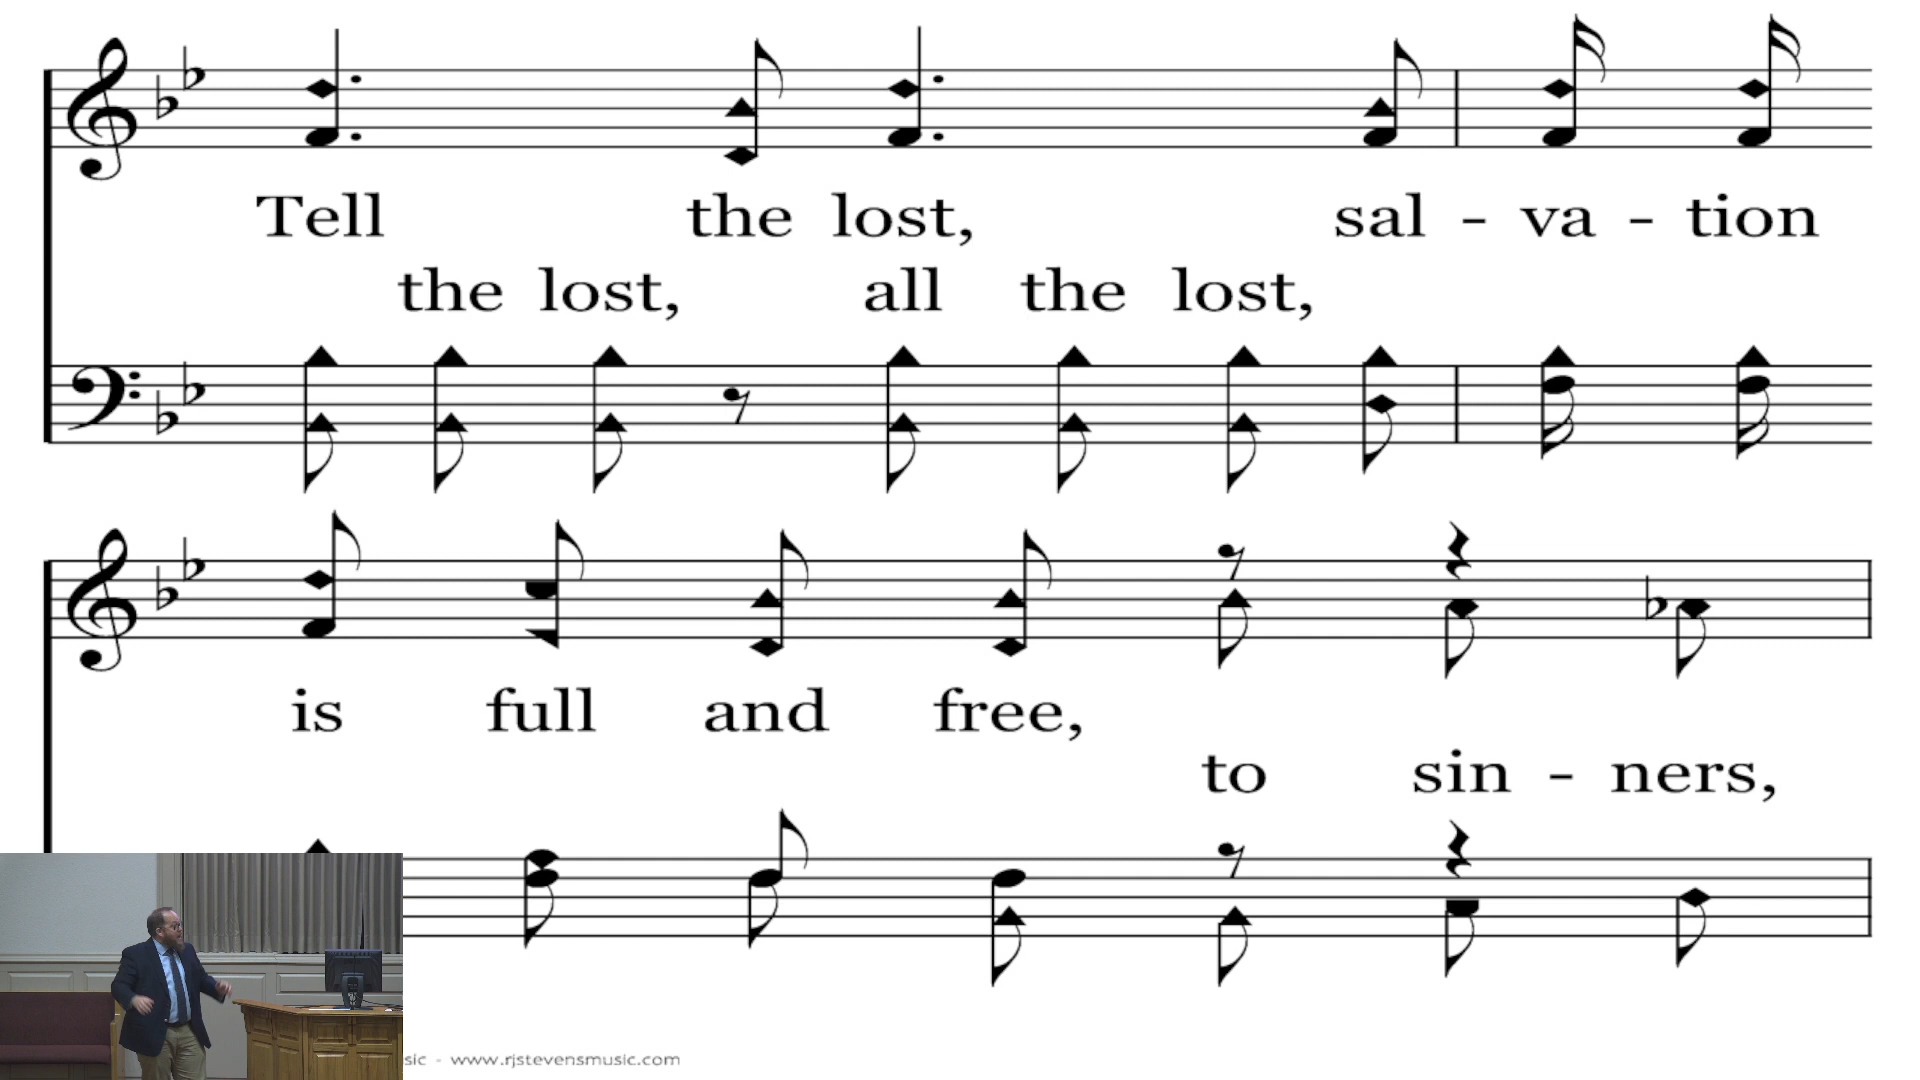 Tell the lost, sal - va - tion
the lost, all the lost,
is full and free,
to sin - ners,
sic - www.rjstevensmusic.com